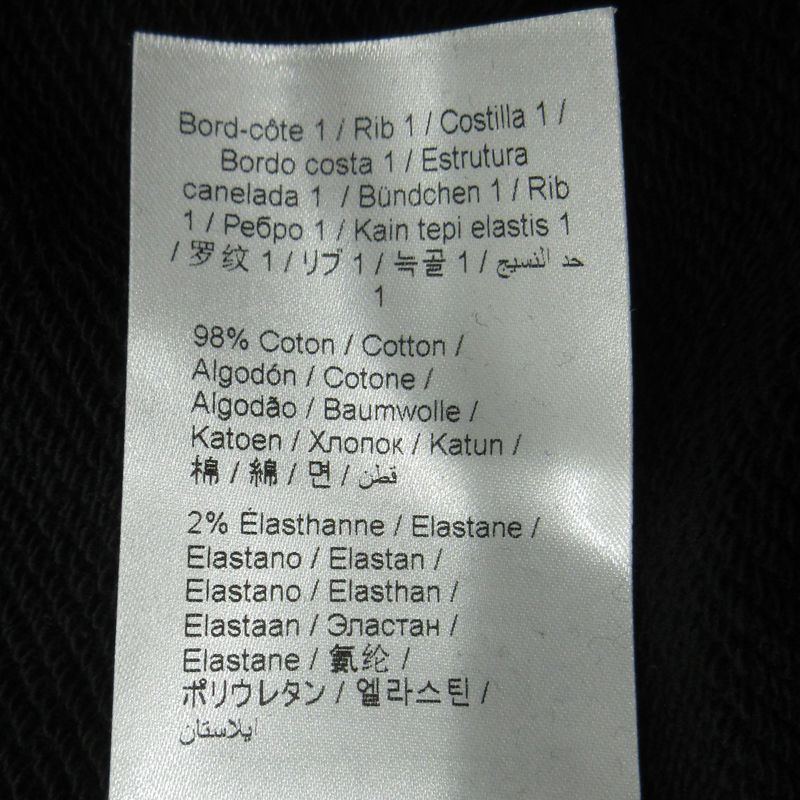 Bord-côte 1 / Rib 1 / Costilla 1 /
Bordo costa 1 / Estrutura
canelada 1 / Bündchen 1 / Rib
1 / Ребро 1 / Kain tepi elastis 1
/ 罗纹 1 / リブ 1 / 늑골 1 / حد النسيج
1
98% Coton / Cotton /
Algodón / Cotone /
Algodão / Baumwolle /
Katoen / Хлопок / Katun /
棉 / 綿 / 면 / قطن
2% Élasthanne / Elastane /
Elastano / Elastan /
Elastano / Elasthan /
Elastaan / Эластан /
Elastane / 氨纶 /
ポリウレタン / 엘라스틴 /
ايلاستان